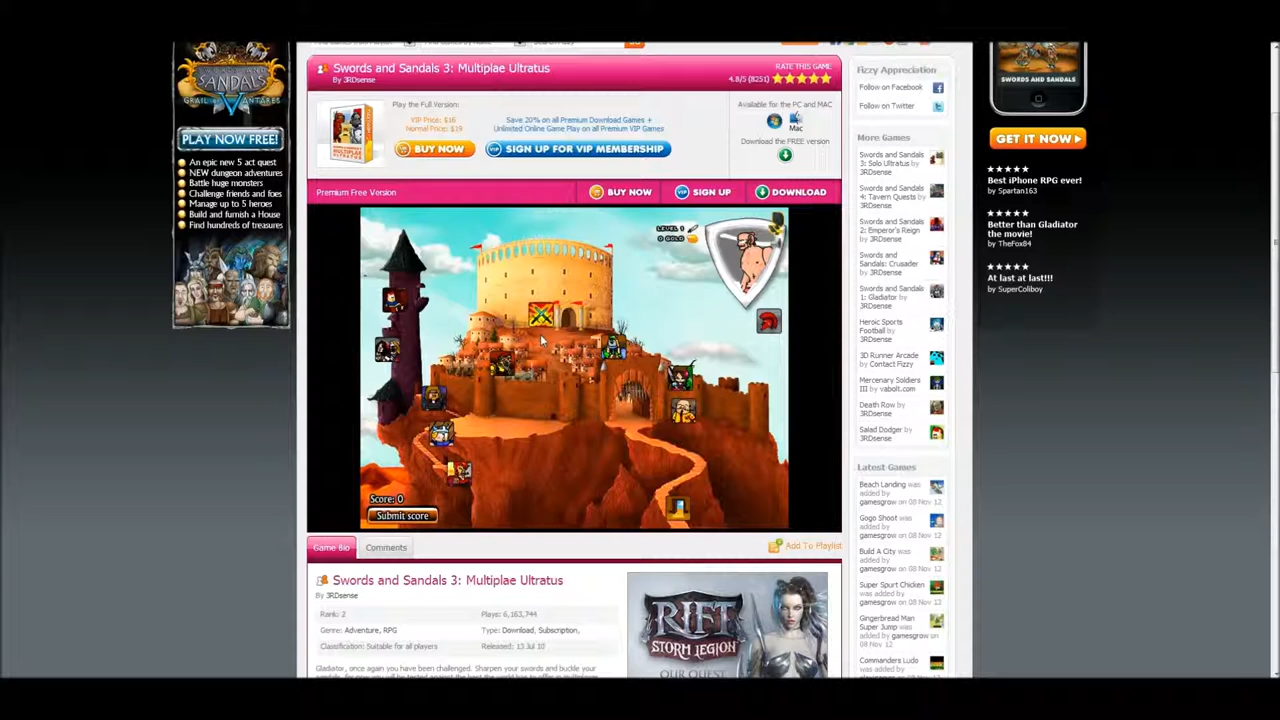 SWORDS AND
SANDALS
GRAIL OF ANTARES
PLAY NOW FREE!
An epic new 5 act quest
NEW dungeon adventures
Battle huge monsters
Challenge friends and foes
Manage up to 5 heroes
Build and furnish a House
Find hundreds of treasures
Swords and Sandals 3: Multiplae Ultratus
By 3RDsense
RATE THIS GAME
4.8/5 (8251)
Play the Full Version:
VIP Price: $16
Normal Price: $19
BUY NOW
Save 20% on all Premium Download Games +
Unlimited Online Game Play on all Premium VIP Games
VIP SIGN UP FOR VIP MEMBERSHIP
Available for the PC and MAC
Mac
Download the FREE version
Premium Free Version
BUY NOW
VIP SIGN UP
DOWNLOAD
LEVEL 1
0 GOLD
Score: 0
Submit score
Game Bio
Comments
Add To Playlist
Swords and Sandals 3: Multiplae Ultratus
By 3RDsense
Rank: 2
Plays: 6,163,744
Genre: Adventure, RPG
Type: Download, Subscription,
Classification: Suitable for all players
Released: 13 Jul 10
Gladiator, once again you have been challenged. Sharpen your swords and buckle your
RIFT
STORM LEGION
OUR QUEST
Fizzy Appreciation
Follow on Facebook
Follow on Twitter
More Games
Swords and Sandals
3: Solo Ultratus by
3RDsense
Swords and Sandals
4: Tavern Quests by
3RDsense
Swords and Sandals
2: Emperor's Reign
by 3RDsense
Swords and
Sandals: Crusader
by 3RDsense
Swords and Sandals
1: Gladiator by
3RDsense
Heroic Sports
Football by
3RDsense
3D Runner Arcade
by Contact Fizzy
Mercenary Soldiers
III by vabolt.com
Death Row by
3RDsense
Salad Dodger by
3RDsense
Latest Games
Beach Landing was
added by
gamesgrow on 08 Nov 12
Gogo Shoot was
added by
gamesgrow on 08 Nov 12
Build A City was
added by
gamesgrow on 08 Nov 12
Super Spurt Chicken
was added by
gamesgrow on 08 Nov 12
Gingerbread Man
Super Jump was
added by gamesgrow on
08 Nov 12
Commanders Ludo
SWORDS AND SANDALS
GET IT NOW
Best iPhone RPG ever!
by Spartan163
Better than Gladiator
the movie!
by TheFox84
At last at last!!!
by SuperColiboy